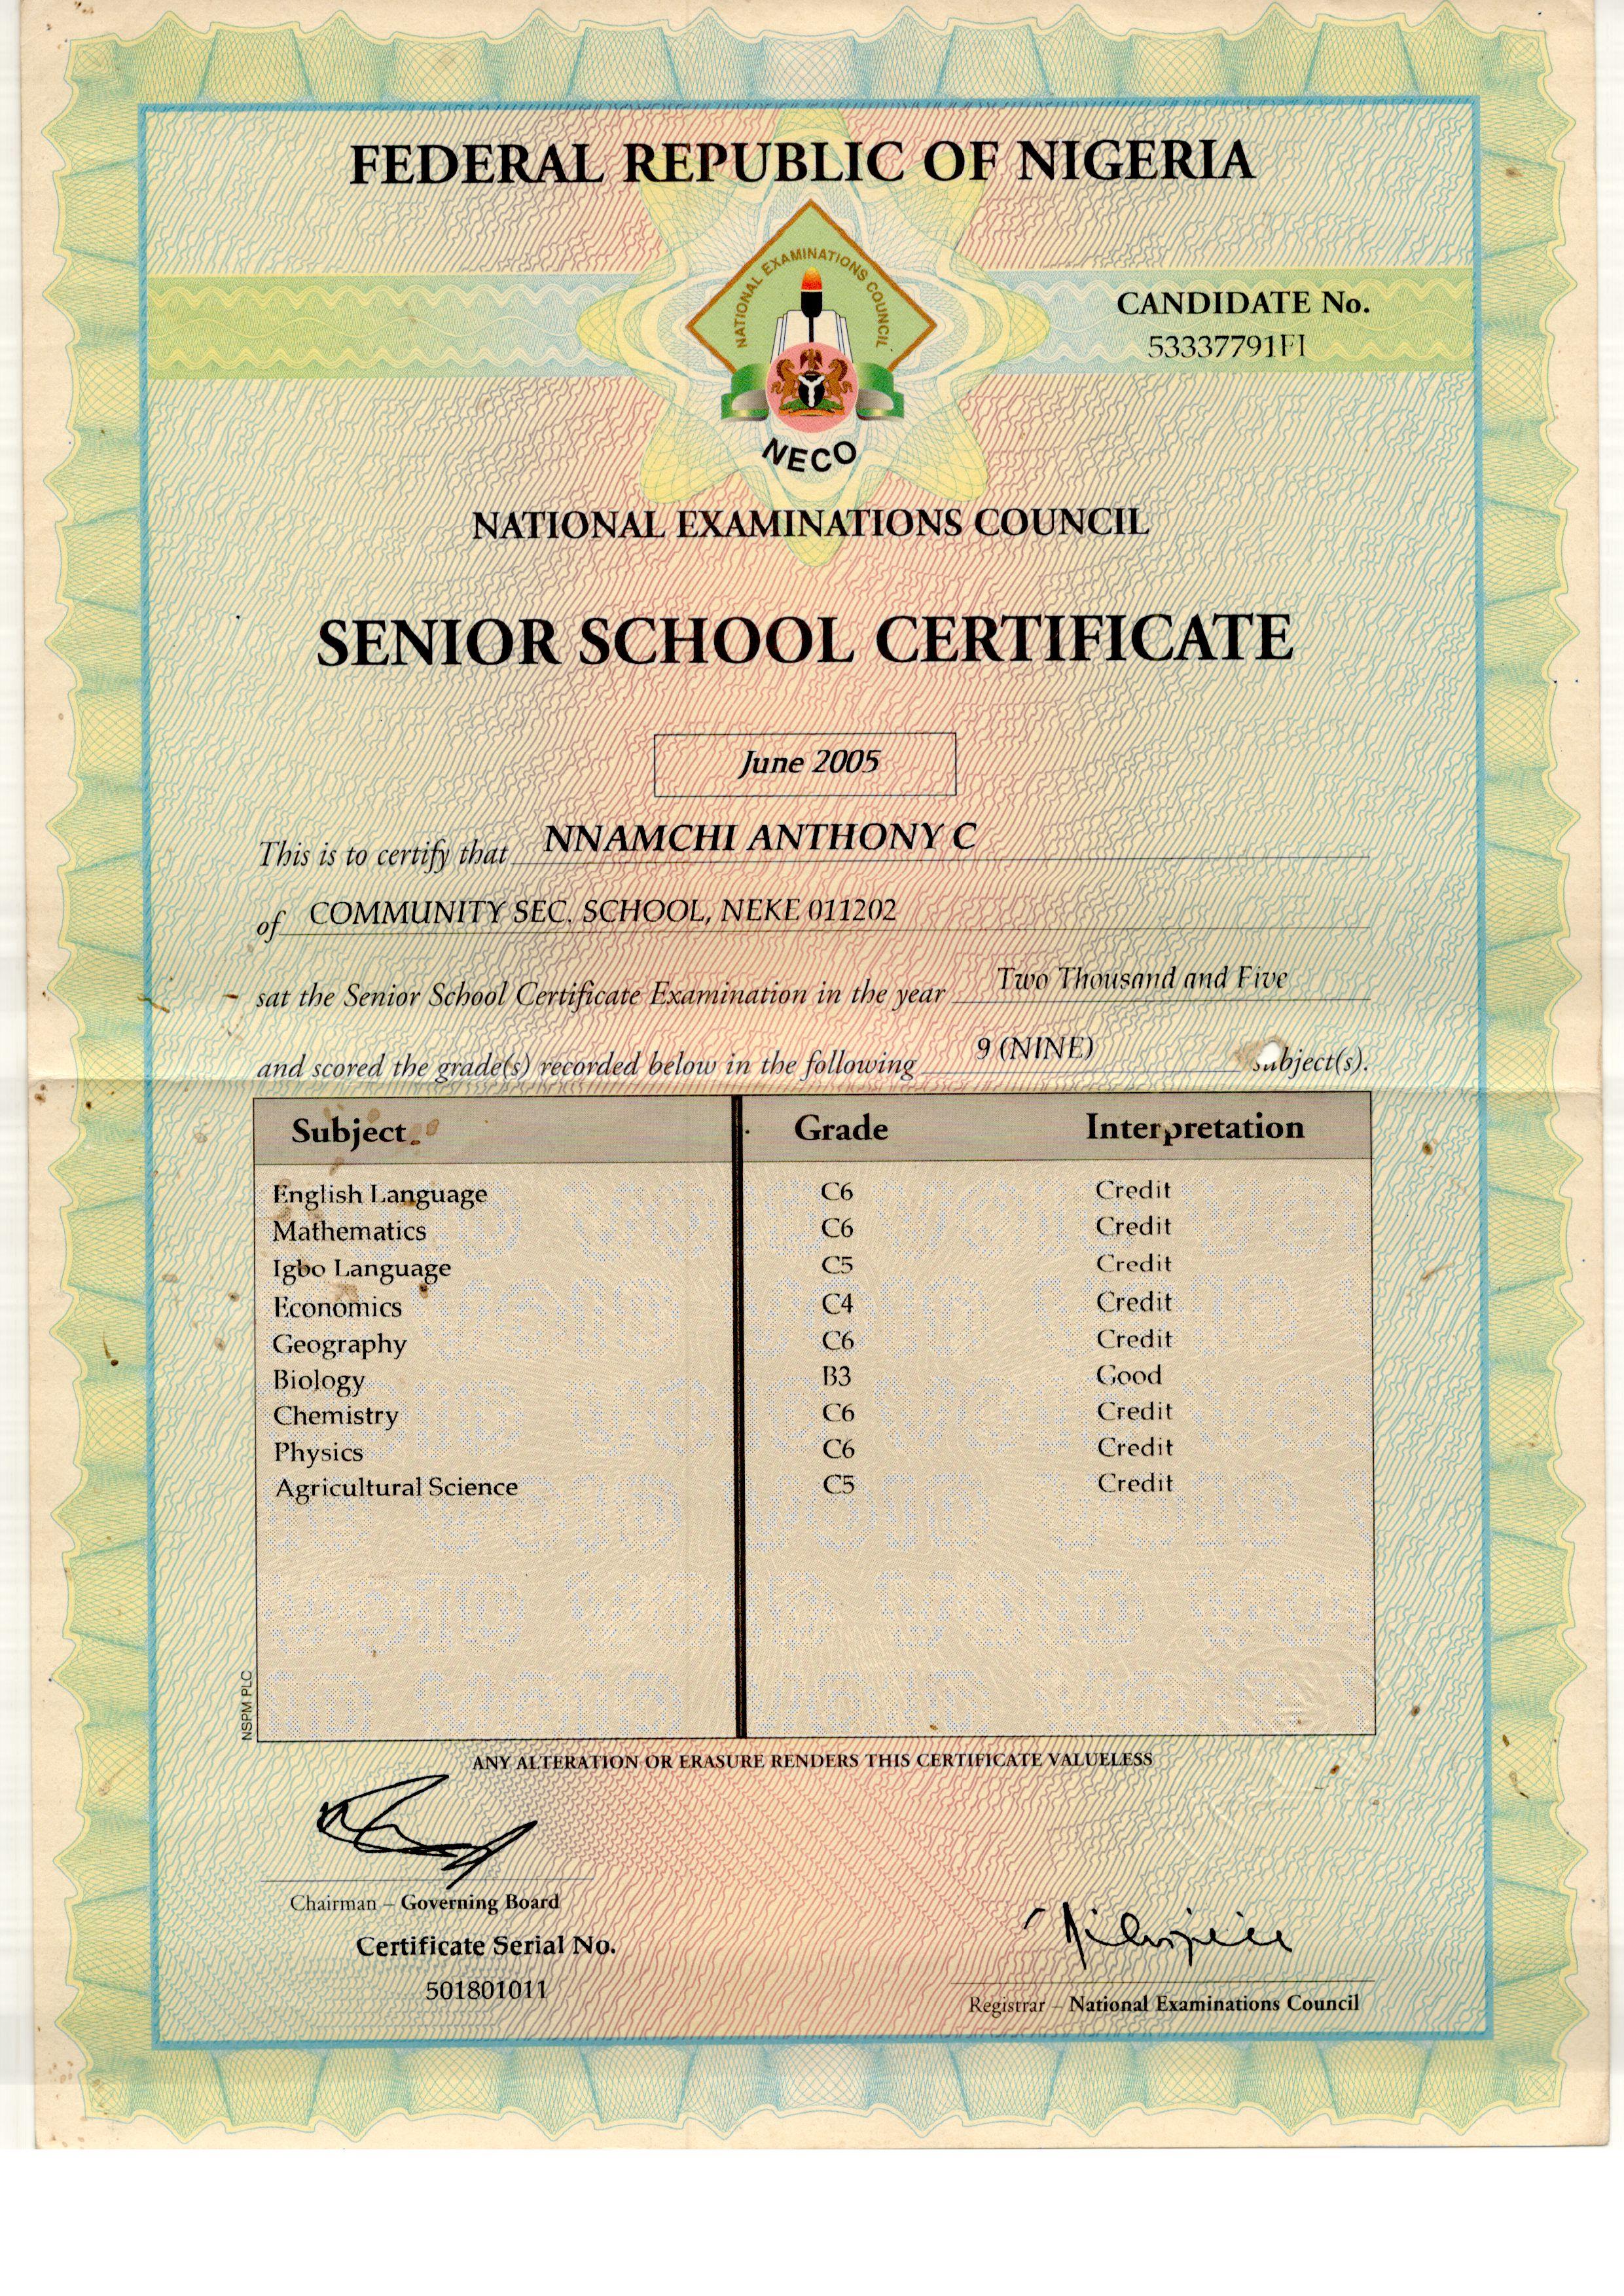 FEDERAL REPUBLIC OF NIGERIA
NATIONAL EXAMINATIONS COUNCIL
NECO
CANDIDATE No.
53337791FI
NATIONAL EXAMINATIONS COUNCIL
SENIOR SCHOOL CERTIFICATE
June 2005
This is to certify that NNAMCHI ANTHONY C
of COMMUNITY SEC. SCHOOL, NEKE 011202
sat the Senior School Certificate Examination in the year Two Thousand and Five
and scored the grade(s) recorded below in the following 9 (NINE) subject(s).
Subject Grade Interpretation
English Language C6 Credit
Mathematics C6 Credit
Igbo Language C5 Credit
Economics C4 Credit
Geography C6 Credit
Biology B3 Good
Chemistry C6 Credit
Physics C6 Credit
Agricultural Science C5 Credit
NSPM PLC
ANY ALTERATION OR ERASURE RENDERS THIS CERTIFICATE VALUELESS
Chairman – Governing Board
Certificate Serial No.
501801011
Registrar – National Examinations Council